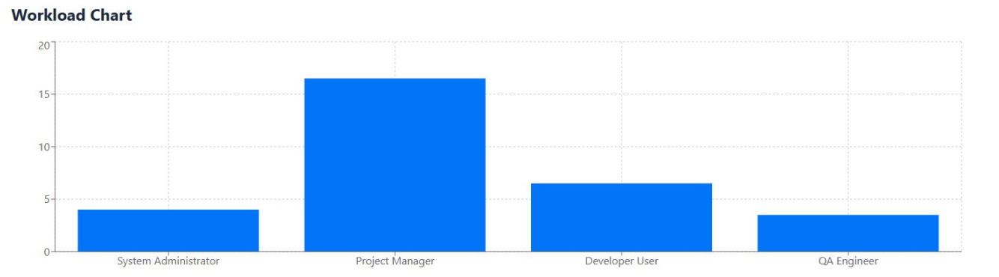 Workload Chart
20
15
10
5
0
System Administrator Project Manager Developer User QA Engineer